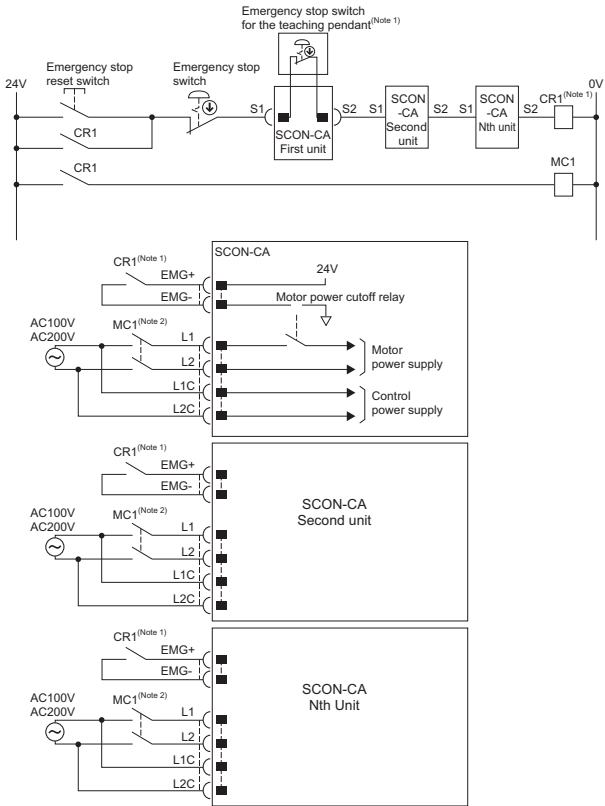 Emergency stop switch
for the teaching pendant(Note 1)
Emergency stop
reset switch
Emergency stop
switch
24V
0V
S1
S2
S1
SCON
-CA
Second
unit
S2
S1
SCON
-CA
Nth unit
S2
CR1(Note 1)
SCON-CA
First unit
CR1
CR1
MC1
SCON-CA
CR1(Note 1)
EMG+
24V
EMG-
Motor power cutoff relay
AC100V
AC200V
MC1(Note 2)
L1
L2
Motor
power supply
L1C
L2C
Control
power supply
CR1(Note 1)
EMG+
EMG-
SCON-CA
Second unit
AC100V
AC200V
MC1(Note 2)
L1
L2
L1C
L2C
CR1(Note 1)
EMG+
EMG-
SCON-CA
Nth Unit
AC100V
AC200V
MC1(Note 2)
L1
L2
L1C
L2C